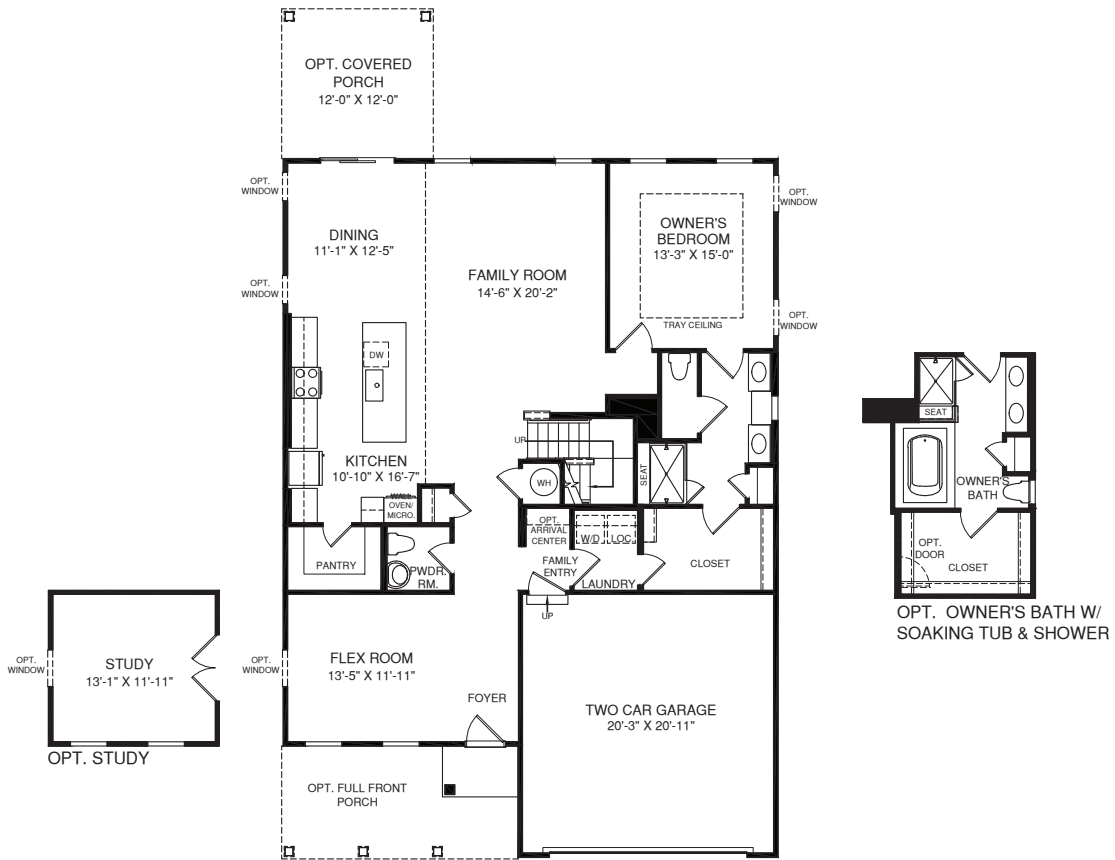 OPT. COVERED
PORCH
12'-0" X 12'-0"
OPT.
WINDOW
OPT.
WINDOW
DINING
11'-1" X 12'-5"
FAMILY ROOM
14'-6" X 20'-2"
OWNER'S
BEDROOM
13'-3" X 15'-0"
TRAY CEILING
OPT.
WINDOW
OPT.
WINDOW
DW
KITCHEN
10'-10" X 16'-7"
WALL
OVEN/
MICRO.
UP
WH
SEAT
OPT.
ARRIVAL
CENTER
W/D
LOC.
FAMILY
ENTRY
LAUNDRY
CLOSET
PANTRY
PWDR.
RM.
UP
OPT.
WINDOW
FLEX ROOM
13'-5" X 11'-11"
FOYER
TWO CAR GARAGE
20'-3" X 20'-11"
OPT. FULL FRONT
PORCH
OPT.
WINDOW
STUDY
13'-1" X 11'-11"
OPT. STUDY
SEAT
OWNER'S
BATH
OPT.
DOOR
CLOSET
OPT. OWNER'S BATH W/
SOAKING TUB & SHOWER